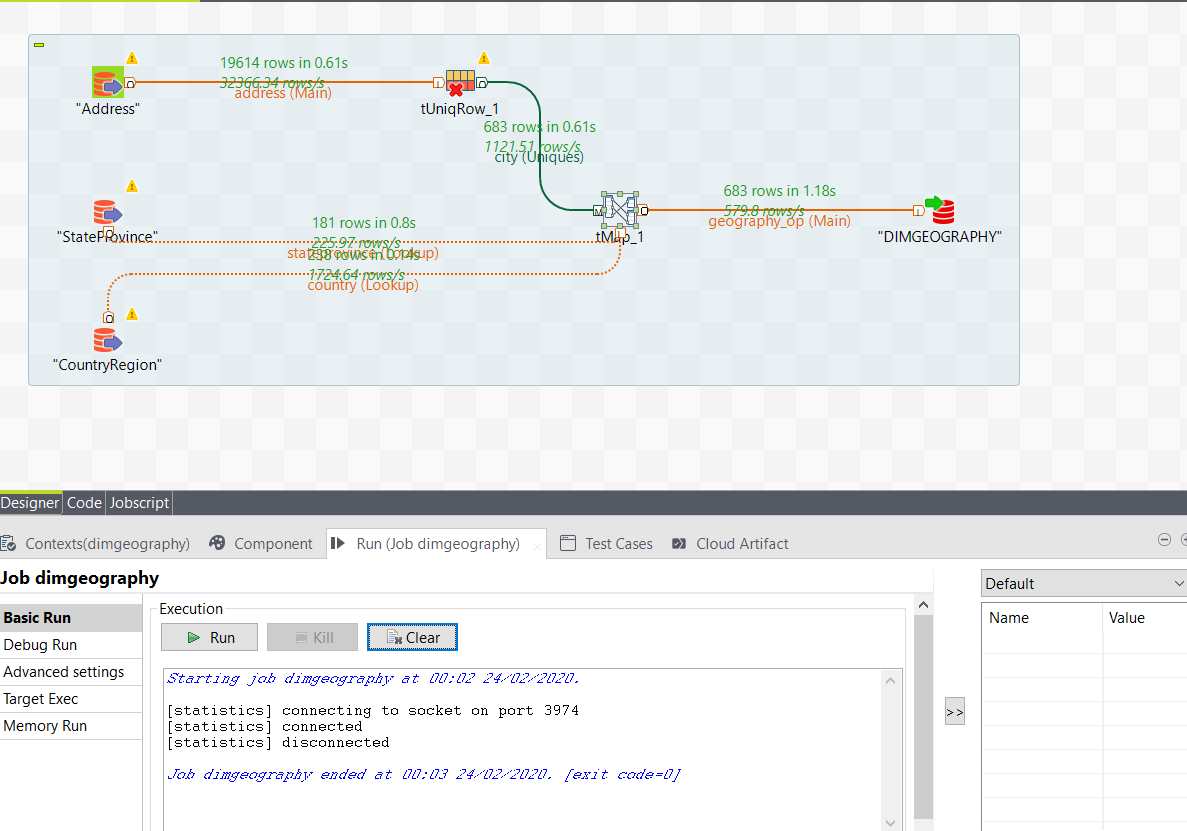 19614 rows in 0.61s
32366.34 rows/s
address (Main)
"Address"
tUniqRow_1
683 rows in 0.61s
1121.51 rows/s
city (Uniques)
"StateProvince"
181 rows in 0.8s
225.97 rows/s
stateprovince (Lookup)
238 rows in 0.14s
1724.64 rows/s
country (Lookup)
tMap_1
683 rows in 1.18s
579.8 rows/s
geography_op (Main)
"DIMGEOGRAPHY"
"CountryRegion"
Designer Code Jobscript
Contexts(dimgeography) Component Run (Job dimgeography) Test Cases Cloud Artifact
Job dimgeography
Default
Basic Run
Debug Run
Advanced settings
Target Exec
Memory Run
Execution
Run Kill Clear
Name Value
>>
Starting job dimgeography at 00:02 24/02/2020.
[statistics] connecting to socket on port 3974
[statistics] connected
[statistics] disconnected
Job dimgeography ended at 00:03 24/02/2020. [exit code=0]